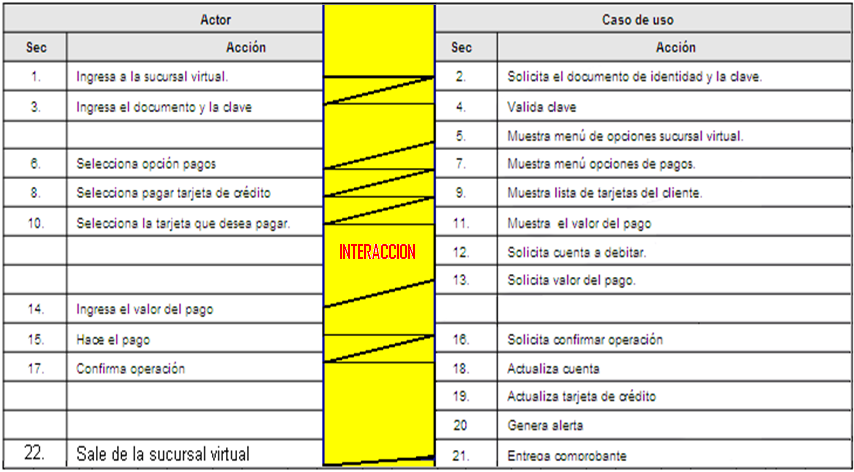 Actor Caso de uso
Sec Acción Sec Acción
1. Ingresa a la sucursal virtual. 2. Solicita el documento de identidad y la clave.
3. Ingresa el documento y la clave 4. Valida clave
5. Muestra menú de opciones sucursal virtual.
6. Selecciona opción pagos 7. Muestra menú opciones de pagos.
8. Selecciona pagar tarjeta de crédito 9. Muestra lista de tarjetas del cliente.
10. Selecciona la tarjeta que desea pagar. 11. Muestra el valor del pago
INTERACCION 12. Solicita cuenta a debitar.
13. Solicita valor del pago.
14. Ingresa el valor del pago
15. Hace el pago 16. Solicita confirmar operación
17. Confirma operación 18. Actualiza cuenta
19. Actualiza tarjeta de crédito
20 Genera alerta
22. Sale de la sucursal virtual 21. Entrega comprobante